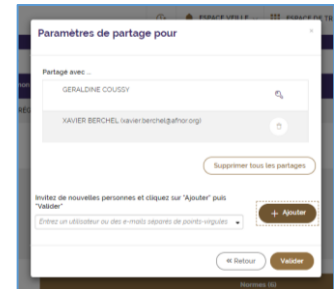 ESPACE VEILLE
ESPACE DE TR
Paramètres de partage pour
×
Partagé avec ...
GERALDINE COUSSY
XAVIER BERCHEL (xavier.berchel@afnor.org)
Supprimer tous les partages
Invitez de nouvelles personnes et cliquez sur "Ajouter" puis
"Valider"
Entrez un utilisateur ou des e-mails séparés de points-virgules
+ Ajouter
« Retour
Valider
Normes (6)